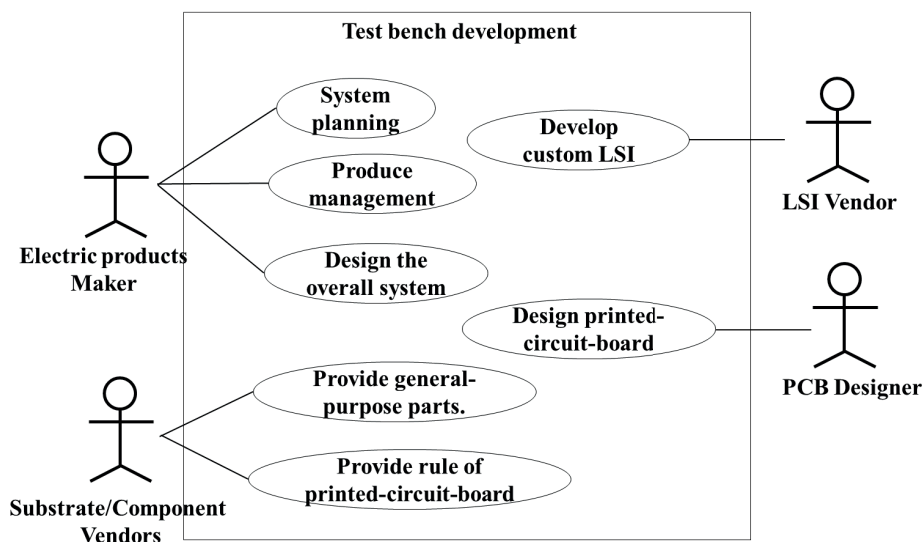 Test bench development
System
planning
Develop
custom LSI
LSI Vendor
Produce
management
Electric products
Maker
Design the
overall system
Design printed-
circuit-board
PCB Designer
Provide general-
purpose parts.
Provide rule of
printed-circuit-board
Substrate/Component
Vendors